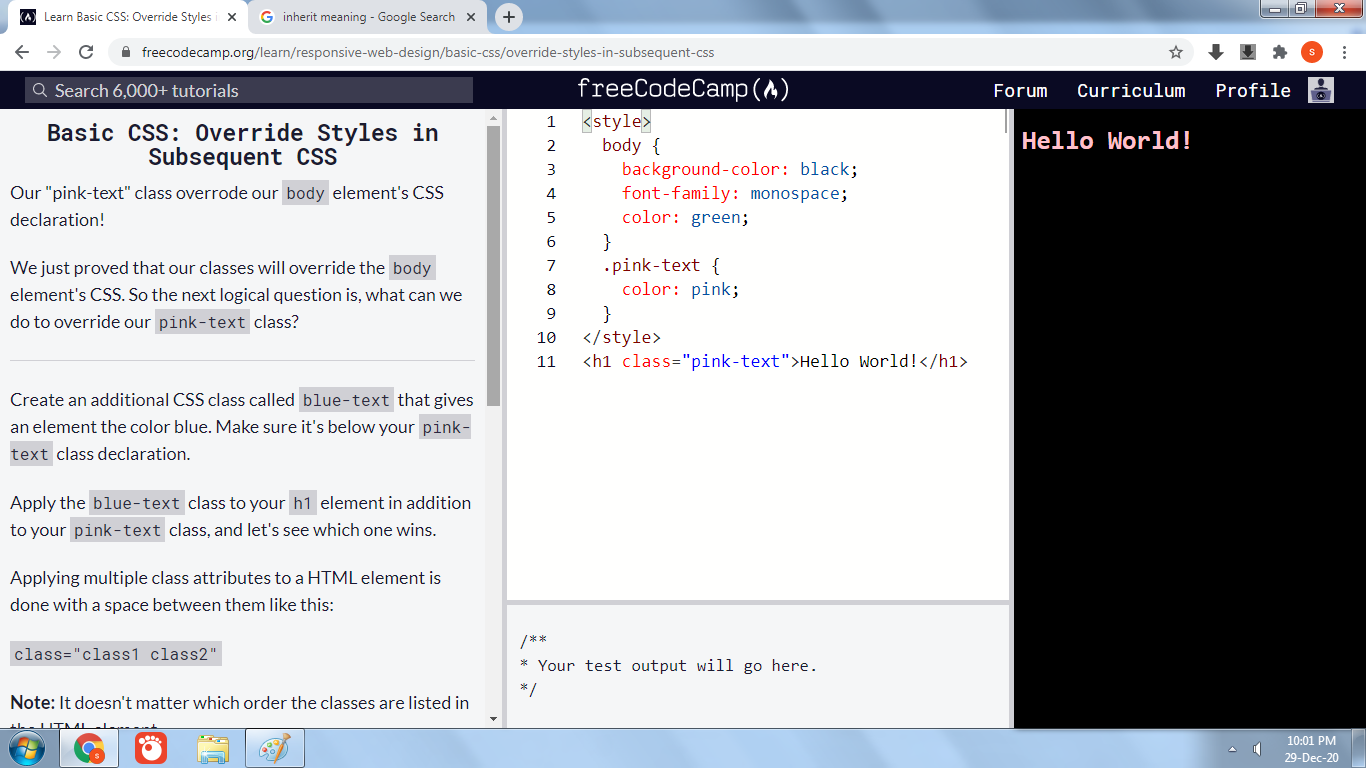 Learn Basic CSS: Override Styles i
inherit meaning - Google Search
freecodecamp.org/learn/responsive-web-design/basic-css/override-styles-in-subsequent-css
S
Search 6,000+ tutorials
freeCodeCamp
Forum
Curriculum
Profile
Basic CSS: Override Styles in
Subsequent CSS
Our "pink-text" class overrode our body element's CSS
declaration!
We just proved that our classes will override the body
element's CSS. So the next logical question is, what can we
do to override our pink-text class?
Create an additional CSS class called blue-text that gives
an element the color blue. Make sure it's below your pink-
text class declaration.
Apply the blue-text class to your h1 element in addition
to your pink-text class, and let's see which one wins.
Applying multiple class attributes to a HTML element is
done with a space between them like this:
class="class1 class2"
Note: It doesn't matter which order the classes are listed in
the HTML element
1 <style>
2 body {
3 background-color: black;
4 font-family: monospace;
5 color: green;
6 }
7 .pink-text {
8 color: pink;
9 }
10 </style>
11 <h1 class="pink-text">Hello World!</h1>
/**
* Your test output will go here.
*/
Hello World!
10:01 PM
29-Dec-20